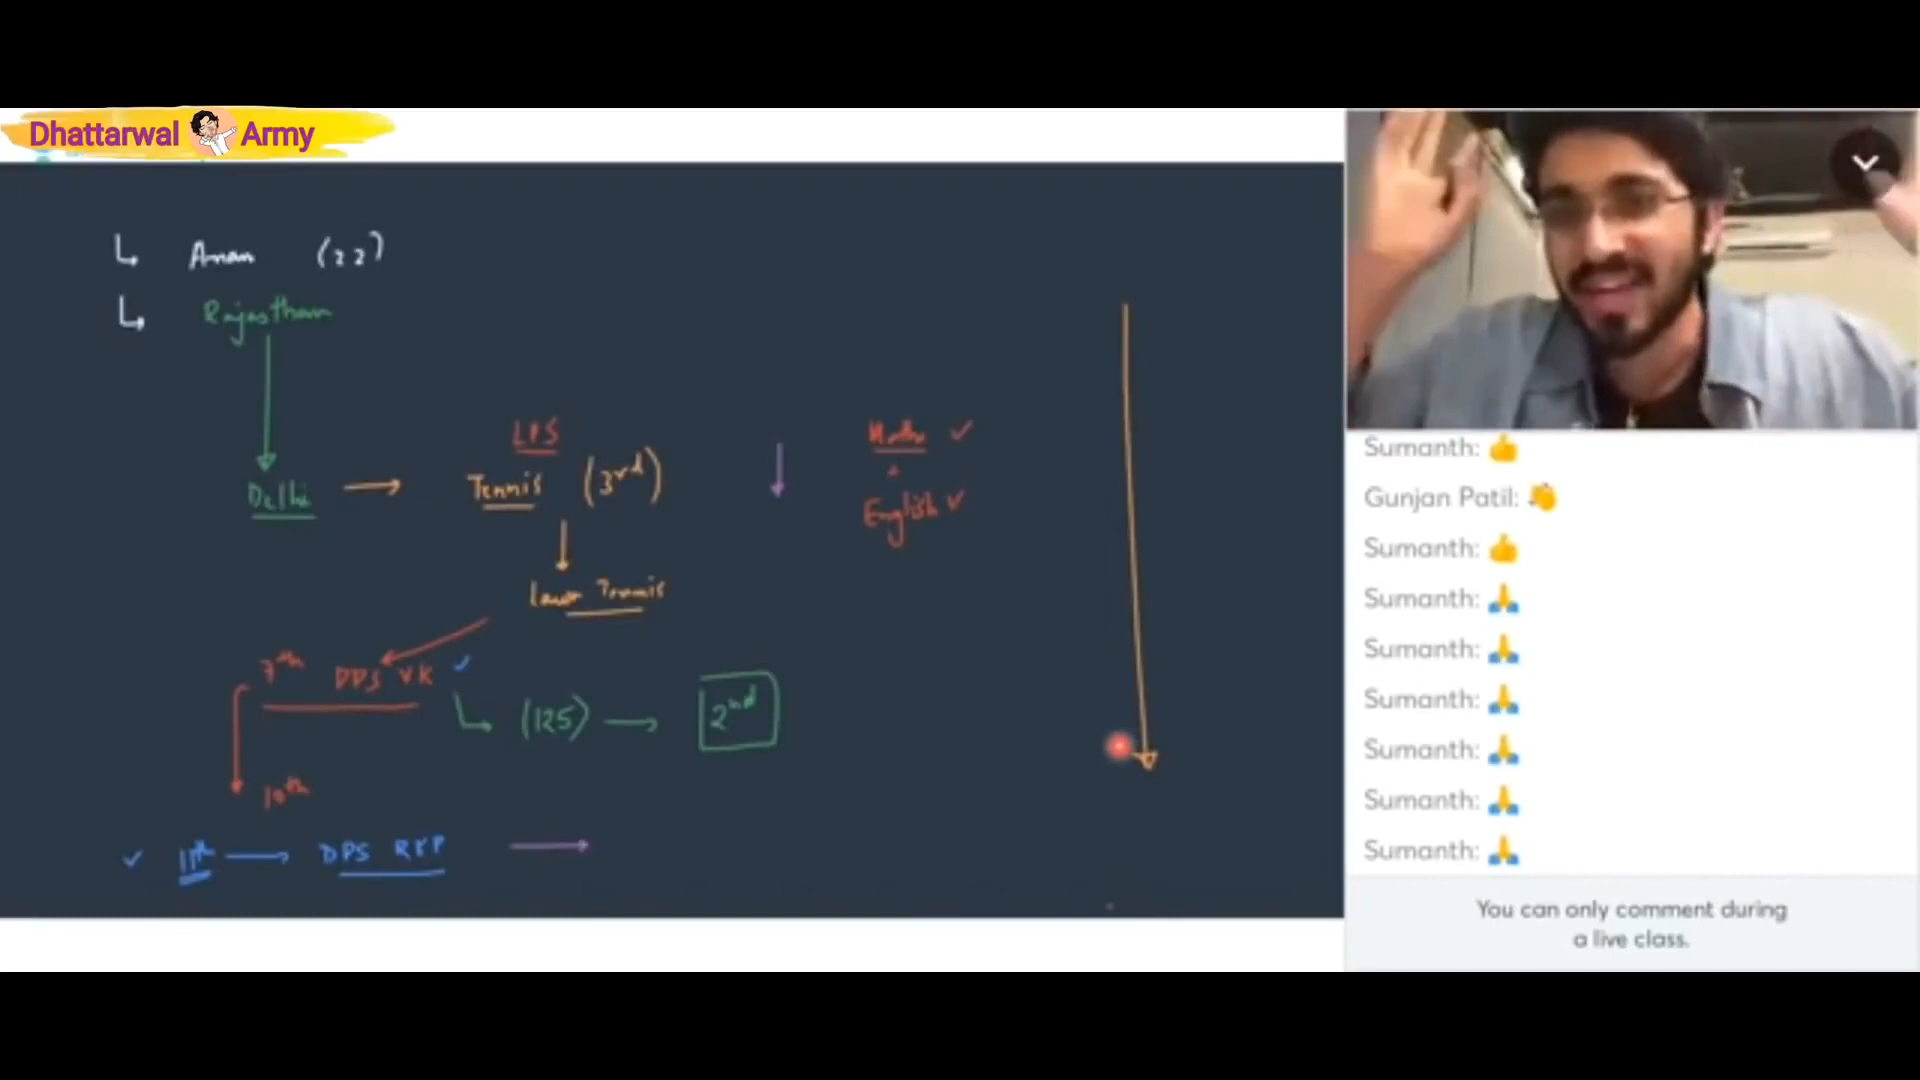 Dhattarwal Army
↳ Aman (22)
↳ Rajasthan
LPS
Maths ✓
Delhi → Tennis (3rd)
English ✓
Lawn Tennis
7th DPS VK ✓
↳ (125) → 2nd
10th
✓ 11th → DPS RKP →
Sumanth: 👍
Gunjan Patil: 👏
Sumanth: 👍
Sumanth: 🙏
Sumanth: 🙏
Sumanth: 🙏
Sumanth: 🙏
Sumanth: 🙏
Sumanth: 🙏
You can only comment during
a live class.